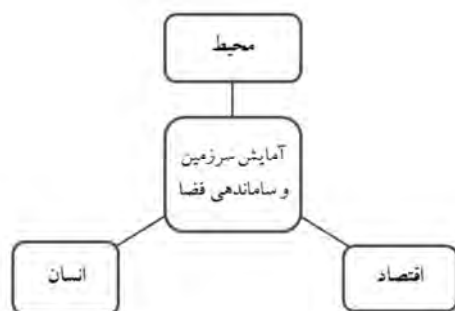 محیط
آمایش سرزمین
و ساماندهی فضا
اقتصاد
انسان